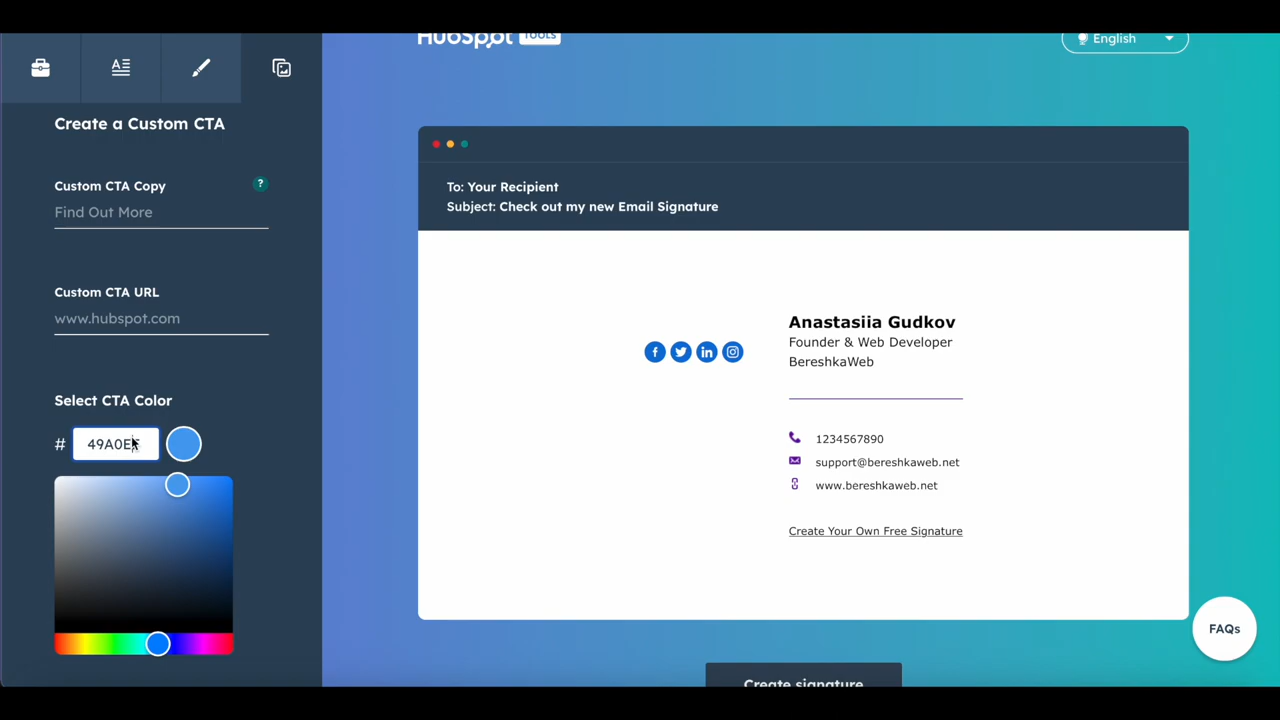 HubSpot TOOLS
English
Create a Custom CTA
Custom CTA Copy
?
Find Out More
Custom CTA URL
www.hubspot.com
Select CTA Color
# 49A0EF
To: Your Recipient
Subject: Check out my new Email Signature
Anastasiia Gudkov
Founder & Web Developer
BereshkaWeb
1234567890
support@bereshkaweb.net
www.bereshkaweb.net
Create Your Own Free Signature
FAQs
Create signature